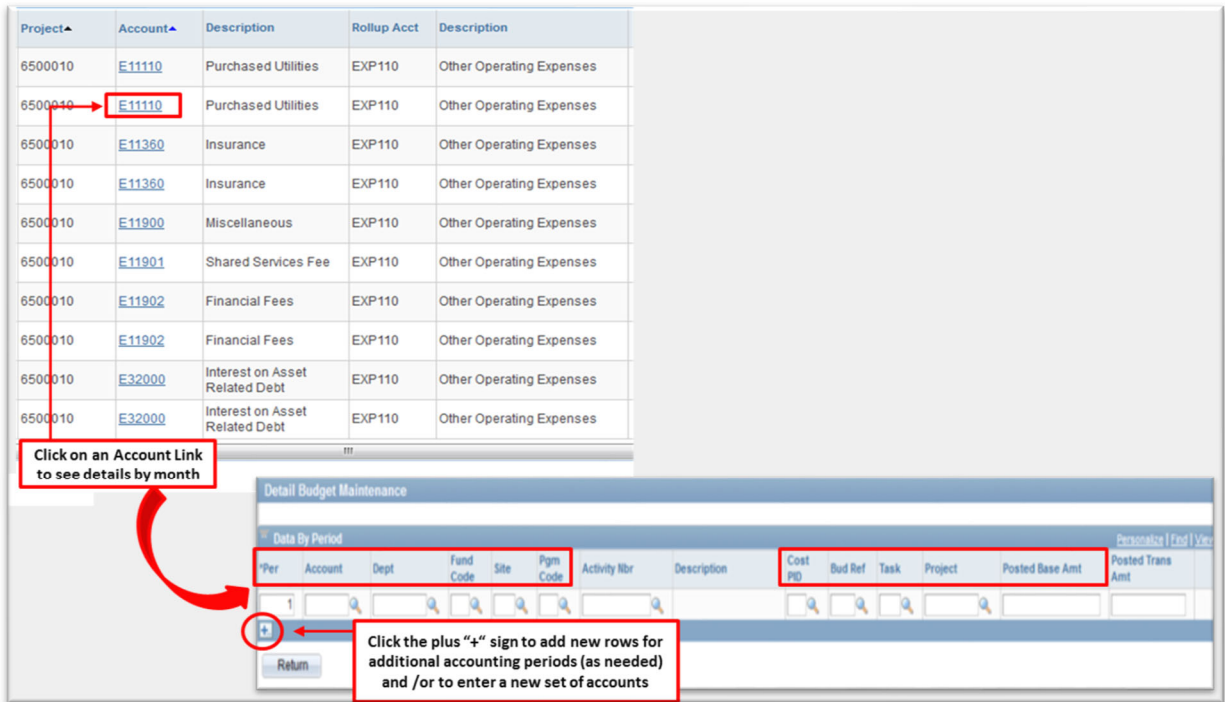 Project Account Description Rollup Acct Description
6500010 E11110 Purchased Utilities EXP110 Other Operating Expenses
6500010 E11110 Purchased Utilities EXP110 Other Operating Expenses
6500010 E11360 Insurance EXP110 Other Operating Expenses
6500010 E11360 Insurance EXP110 Other Operating Expenses
6500010 E11900 Miscellaneous EXP110 Other Operating Expenses
6500010 E11901 Shared Services Fee EXP110 Other Operating Expenses
6500010 E11902 Financial Fees EXP110 Other Operating Expenses
6500010 E11902 Financial Fees EXP110 Other Operating Expenses
6500010 E32000 Interest on Asset Related Debt EXP110 Other Operating Expenses
6500010 E32000 Interest on Asset Related Debt EXP110 Other Operating Expenses
Click on an Account Link
to see details by month
Detail Budget Maintenance
Data By Period Personalize | Find | View
*Per Account Dept Fund Code Site Pgm Code Activity Nbr Description Cost PID Bud Ref Task Project Posted Base Amt Posted Trans Amt
1
+
Click the plus “+“ sign to add new rows for
additional accounting periods (as needed)
and /or to enter a new set of accounts
Return